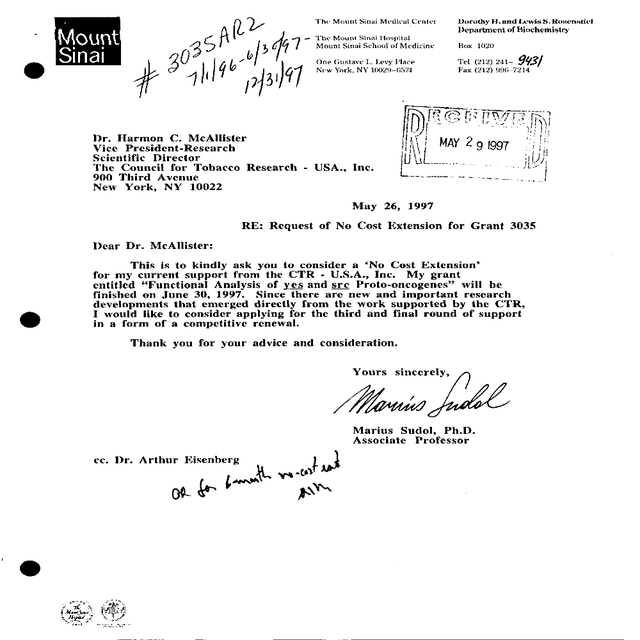 Mount
Sinai
# 3035AR2
7/1/96-6/30/97-
12/31/97
The Mount Sinai Medical Center
The Mount Sinai Hospital
Mount Sinai School of Medicine
One Gustave L. Levy Place
New York, NY 10029-6574
Dorothy H. and Lewis S. Rosenstiel
Department of Biochemistry
Box 1020
Tel (212) 241- 9431
Fax (212) 996-7214
RECEIVED
MAY 29 1997
Dr. Harmon C. McAllister
Vice President-Research
Scientific Director
The Council for Tobacco Research - USA., Inc.
900 Third Avenue
New York, NY 10022
May 26, 1997
RE: Request of No Cost Extension for Grant 3035
Dear Dr. McAllister:
This is to kindly ask you to consider a ‘No Cost Extension’
for my current support from the CTR - U.S.A., Inc. My grant
entitled “Functional Analysis of yes and src Proto-oncogenes” will be
finished on June 30, 1997. Since there are new and important research
developments that emerged directly from the work supported by the CTR,
I would like to consider applying for the third and final round of support
in a form of a competitive renewal.
Thank you for your advice and consideration.
Yours sincerely,
Marius Sudol
Marius Sudol, Ph.D.
Associate Professor
cc. Dr. Arthur Eisenberg
OK for 6-month no-cost ext